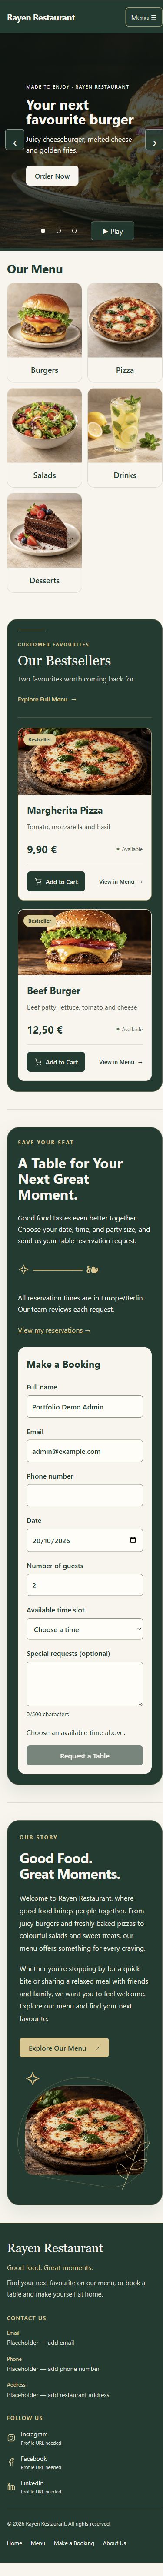 Rayen Restaurant
Menu ☰
MADE TO ENJOY · RAYEN RESTAURANT
Your next
favourite burger
Juicy cheeseburger, melted cheese
and golden fries.
Order Now
‹
›
▶ Play
Our Menu
Burgers
Pizza
Salads
Drinks
Desserts
CUSTOMER FAVOURITES
Our Bestsellers
Two favourites worth coming back for.
Explore Full Menu →
Bestseller
Margherita Pizza
Tomato, mozzarella and basil
9,90 €
Available
Add to Cart
View in Menu →
Bestseller
Beef Burger
Beef patty, lettuce, tomato and cheese
12,50 €
Available
Add to Cart
View in Menu →
SAVE YOUR SEAT
A Table for Your
Next Great
Moment.
Good food tastes even better together.
Choose your date, time, and party size, and
send us your table reservation request.
All reservation times are in Europe/Berlin.
Our team reviews each request.
View my reservations →
Make a Booking
Full name
Portfolio Demo Admin
Email
admin@example.com
Phone number
Date
20/10/2026
Number of guests
2
Available time slot
Choose a time
Special requests (optional)
0/500 characters
Choose an available time above.
Request a Table
OUR STORY
Good Food.
Great Moments.
Welcome to Rayen Restaurant, where
good food brings people together. From
juicy burgers and freshly baked pizzas to
colourful salads and sweet treats, our
menu offers something for every craving.
Whether you're stopping by for a quick
bite or sharing a relaxed meal with friends
and family, we want you to feel welcome.
Explore our menu and find your next
favourite.
Explore Our Menu ↗
Rayen Restaurant
Good food. Great moments.
Find your next favourite on our menu, or book a
table and make yourself at home.
CONTACT US
Email
Placeholder — add email
Phone
Placeholder — add phone number
Address
Placeholder — add restaurant address
FOLLOW US
Instagram
Profile URL needed
Facebook
Profile URL needed
LinkedIn
Profile URL needed
© 2026 Rayen Restaurant. All rights reserved.
Home Menu Make a Booking About Us